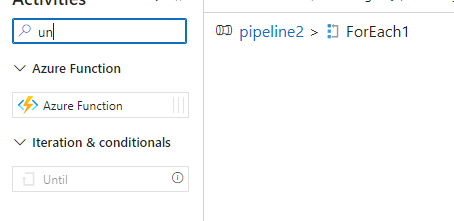 Activities
un
Azure Function
Azure Function
Iteration & conditionals
Until
pipeline2 > ForEach1